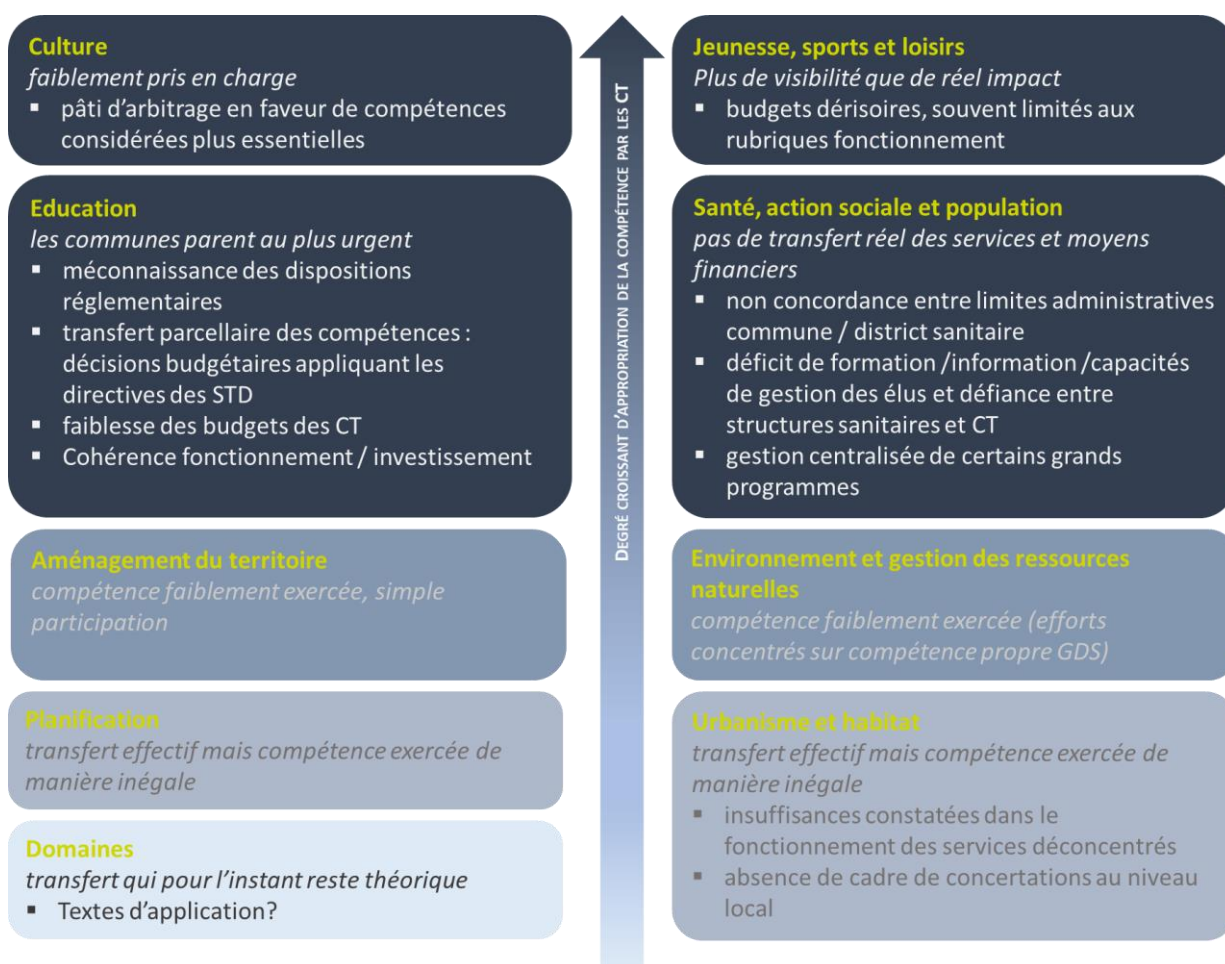 Culture
faiblement pris en charge
▪ pâti d’arbitrage en faveur de compétences
considérées plus essentielles
Education
les communes parent au plus urgent
▪ méconnaissance des dispositions
réglementaires
▪ transfert parcellaire des compétences :
décisions budgétaires appliquant les
directives des STD
▪ faiblesse des budgets des CT
▪ Cohérence fonctionnement / investissement
Aménagement du territoire
compétence faiblement exercée, simple
participation
Planification
transfert effectif mais compétence exercée de
manière inégale
Domaines
transfert qui pour l’instant reste théorique
▪ Textes d’application?
DEGRÉ CROISSANT D’APPROPRIATION DE LA COMPÉTENCE PAR LES CT
Jeunesse, sports et loisirs
Plus de visibilité que de réel impact
▪ budgets dérisoires, souvent limités aux
rubriques fonctionnement
Santé, action sociale et population
pas de transfert réel des services et moyens
financiers
▪ non concordance entre limites administratives
commune / district sanitaire
▪ déficit de formation /information /capacités
de gestion des élus et défiance entre
structures sanitaires et CT
▪ gestion centralisée de certains grands
programmes
Environnement et gestion des ressources
naturelles
compétence faiblement exercée (efforts
concentrés sur compétence propre GDS)
Urbanisme et habitat
transfert effectif mais compétence exercée de
manière inégale
▪ insuffisances constatées dans le
fonctionnement des services déconcentrés
▪ absence de cadre de concertations au niveau
local